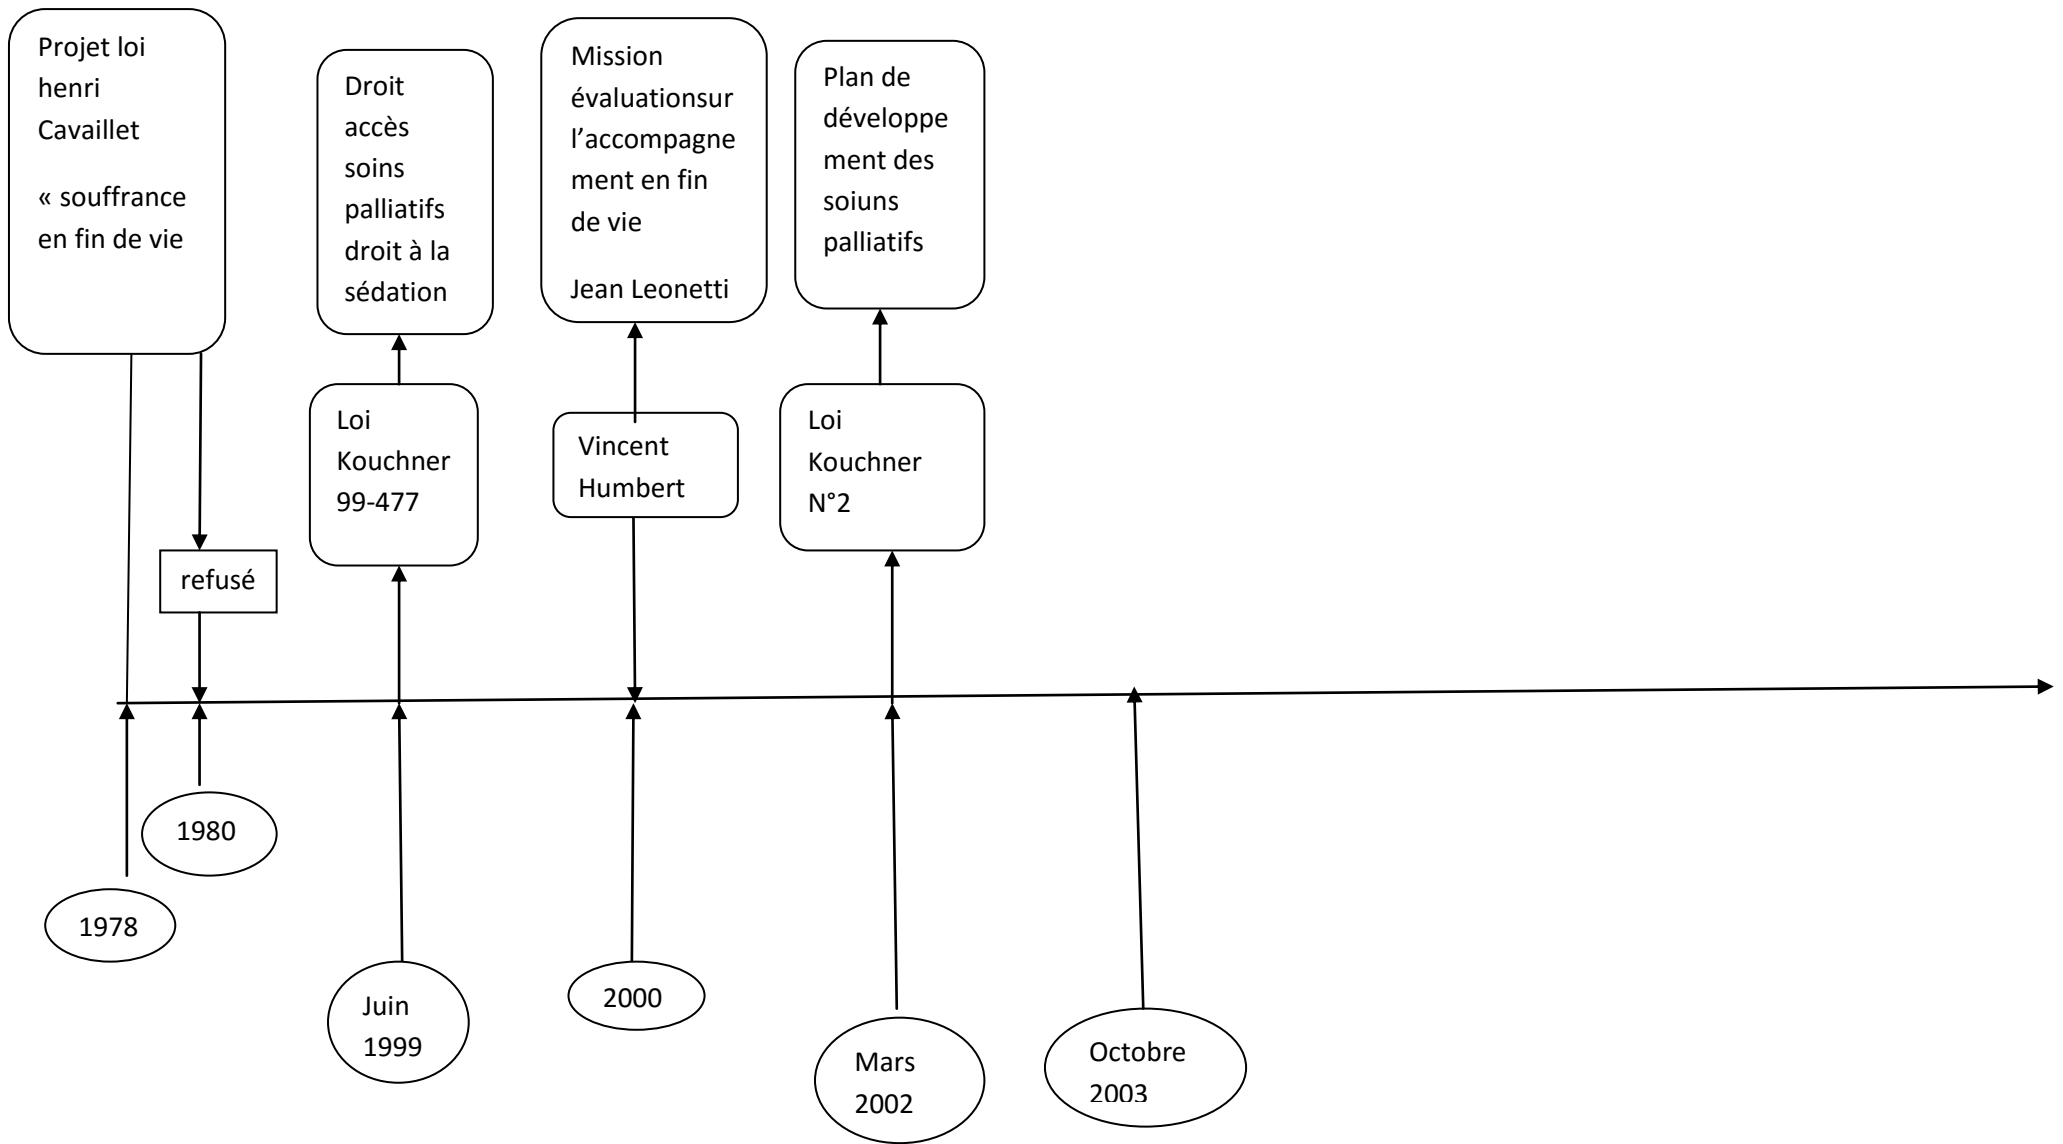 Projet loi
henri
Cavaillet
« souffrance
en fin de vie
Droit
accès
soins
palliatifs
droit à la
sédation
Mission
évaluationsur
l’accompagne
ment en fin
de vie
Jean Leonetti
Plan de
développe
ment des
soiuns
palliatifs
Loi
Kouchner
99-477
Vincent
Humbert
Loi
Kouchner
N°2
refusé
1980
1978
Juin
1999
2000
Mars
2002
Octobre
2003